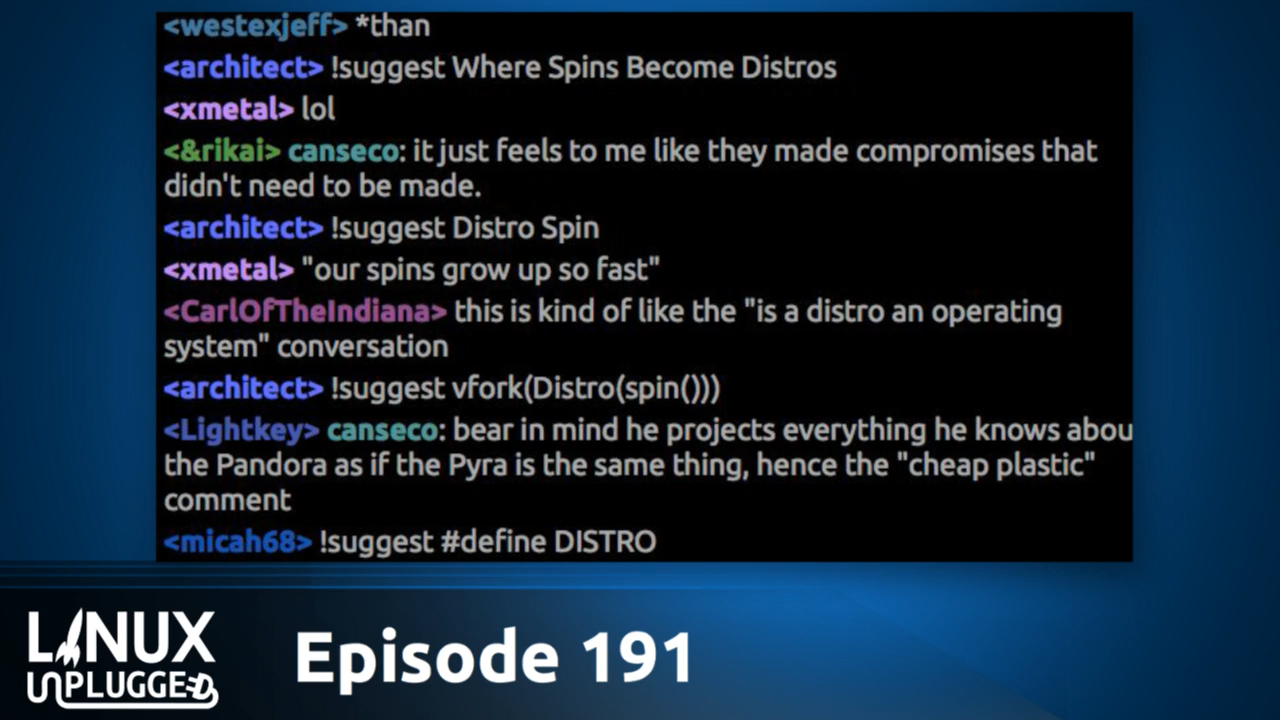 <westexjeff> *than
<architect> !suggest Where Spins Become Distros
<xmetal> lol
<&rikai> canseco: it just feels to me like they made compromises that
didn't need to be made.
<architect> !suggest Distro Spin
<xmetal> "our spins grow up so fast"
<CarlOfTheIndiana> this is kind of like the "is a distro an operating
system" conversation
<architect> !suggest vfork(Distro(spin()))
<Lightkey> canseco: bear in mind he projects everything he knows abou
the Pandora as if the Pyra is the same thing, hence the "cheap plastic"
comment
<micah68> !suggest #define DISTRO
LINUX
UNPLUGGED
Episode 191